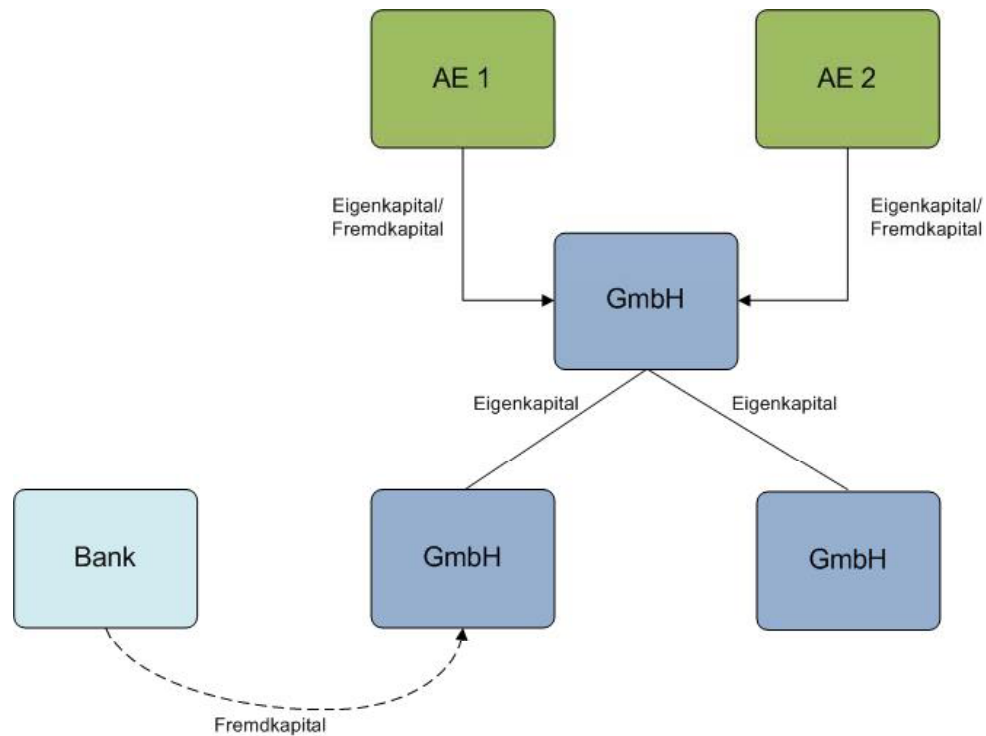 AE 1
AE 2
Eigenkapital/
Fremdkapital
Eigenkapital/
Fremdkapital
GmbH
Eigenkapital
Eigenkapital
Bank
GmbH
GmbH
Fremdkapital